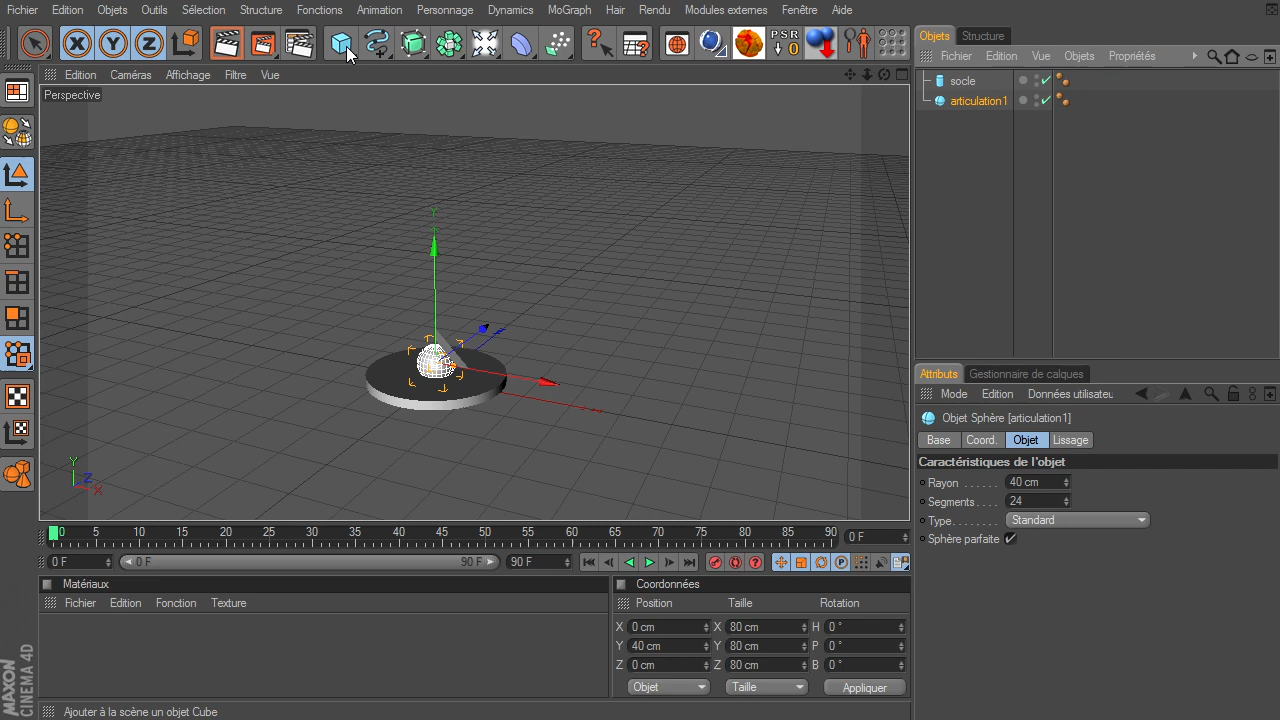 Fichier Edition Objets Outils Sélection Structure Fonctions Animation Personnage Dynamics MoGraph Hair Rendu Modules externes Fenêtre Aide
X Y Z PSR 0
Edition Caméras Affichage Filtre Vue
Perspective
Y
Y
Z
X
0 5 10 15 20 25 30 35 40 45 50 55 60 65 70 75 80 85 90 0 F
0 F 0 F 90 F 90 F
Matériaux
Fichier Edition Fonction Texture
Coordonnées
Position Taille Rotation
X 0 cm X 80 cm H 0 °
Y 40 cm Y 80 cm P 0 °
Z 0 cm Z 80 cm B 0 °
Objet Taille Appliquer
MAXON
CINEMA 4D
Ajouter à la scène un objet Cube
Objets Structure
Fichier Edition Vue Objets Propriétés
socle
articulation1
Attributs Gestionnaire de calques
Mode Edition Données utilisateu
Objet Sphère [articulation1]
Base Coord. Objet Lissage
Caractéristiques de l'objet
Rayon . . . . . . 40 cm
Segments . . . . 24
Type . . . . . . . . Standard
Sphère parfaite